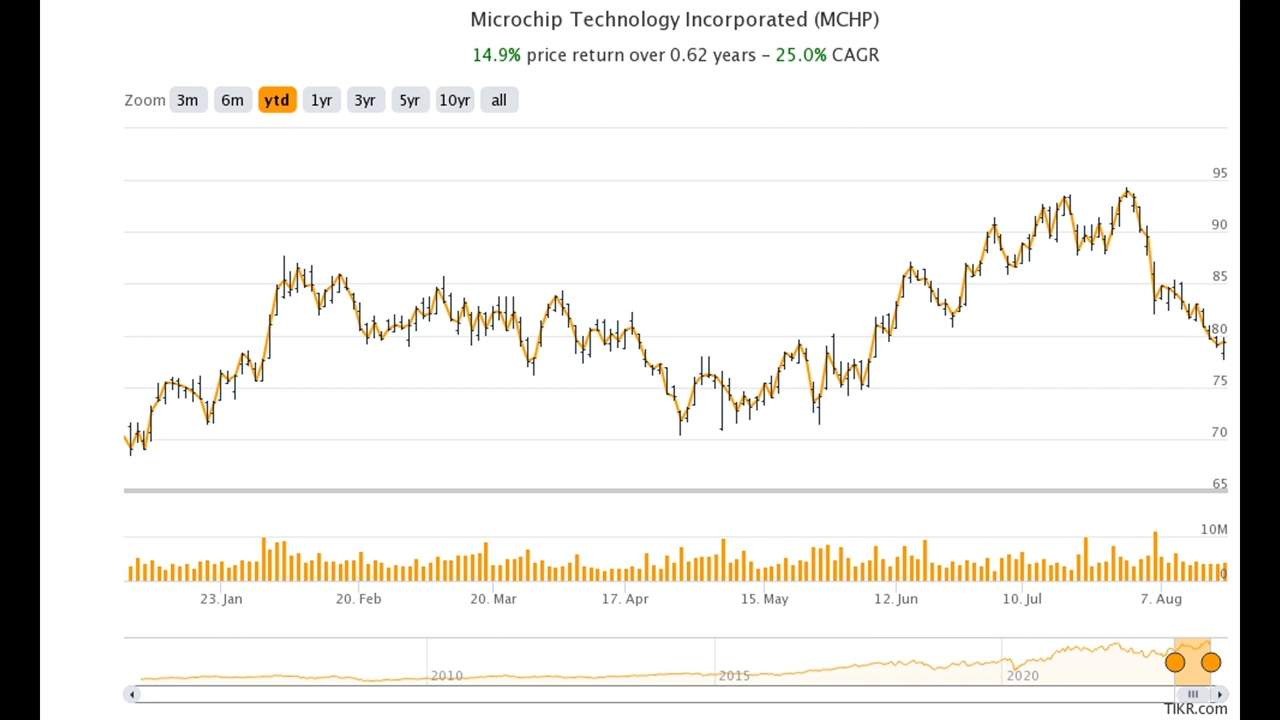 Microchip Technology Incorporated (MCHP)
14.9% price return over 0.62 years – 25.0% CAGR
Zoom 3m 6m ytd 1yr 3yr 5yr 10yr all
95
90
85
80
75
70
65
10M
0
23. Jan 20. Feb 20. Mar 17. Apr 15. May 12. Jun 10. Jul 7. Aug
2010 2015 2020
TIKR.com